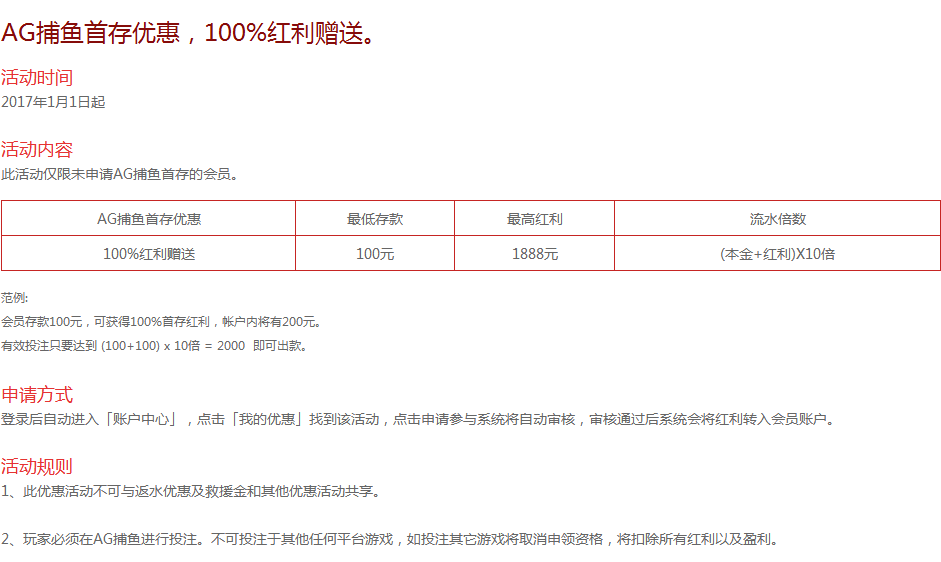 AG捕鱼首存优惠，100%红利赠送。
活动时间
2017年1月1日起
活动内容
此活动仅限未申请AG捕鱼首存的会员。
AG捕鱼首存优惠 最低存款 最高红利 流水倍数
100%红利赠送 100元 1888元 (本金+红利)X10倍
范例:
会员存款100元，可获得100%首存红利，帐户内将有200元。
有效投注只要达到 (100+100) x 10倍 = 2000 即可出款。
申请方式
登录后自动进入「账户中心」，点击「我的优惠」找到该活动，点击申请参与系统将自动审核，审核通过后系统会将红利转入会员账户。
活动规则
1、此优惠活动不可与返水优惠及救援金和其他优惠活动共享。
2、玩家必须在AG捕鱼进行投注。不可投注于其他任何平台游戏，如投注其它游戏将取消申领资格，将扣除所有红利以及盈利。